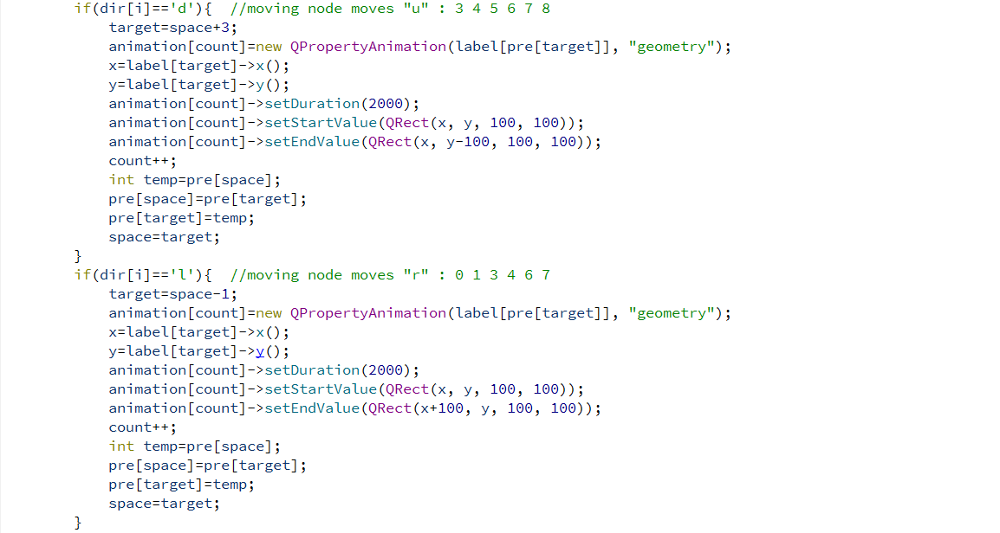 if(dir[i]=='d'){  //moving node moves "u" : 3 4 5 6 7 8
    target=space+3;
    animation[count]=new QPropertyAnimation(label[pre[target]], "geometry");
    x=label[target]->x();
    y=label[target]->y();
    animation[count]->setDuration(2000);
    animation[count]->setStartValue(QRect(x, y, 100, 100));
    animation[count]->setEndValue(QRect(x, y-100, 100, 100));
    count++;
    int temp=pre[space];
    pre[space]=pre[target];
    pre[target]=temp;
    space=target;
}
if(dir[i]=='l'){  //moving node moves "r" : 0 1 3 4 6 7
    target=space-1;
    animation[count]=new QPropertyAnimation(label[pre[target]], "geometry");
    x=label[target]->x();
    y=label[target]->y();
    animation[count]->setDuration(2000);
    animation[count]->setStartValue(QRect(x, y, 100, 100));
    animation[count]->setEndValue(QRect(x+100, y, 100, 100));
    count++;
    int temp=pre[space];
    pre[space]=pre[target];
    pre[target]=temp;
    space=target;
}